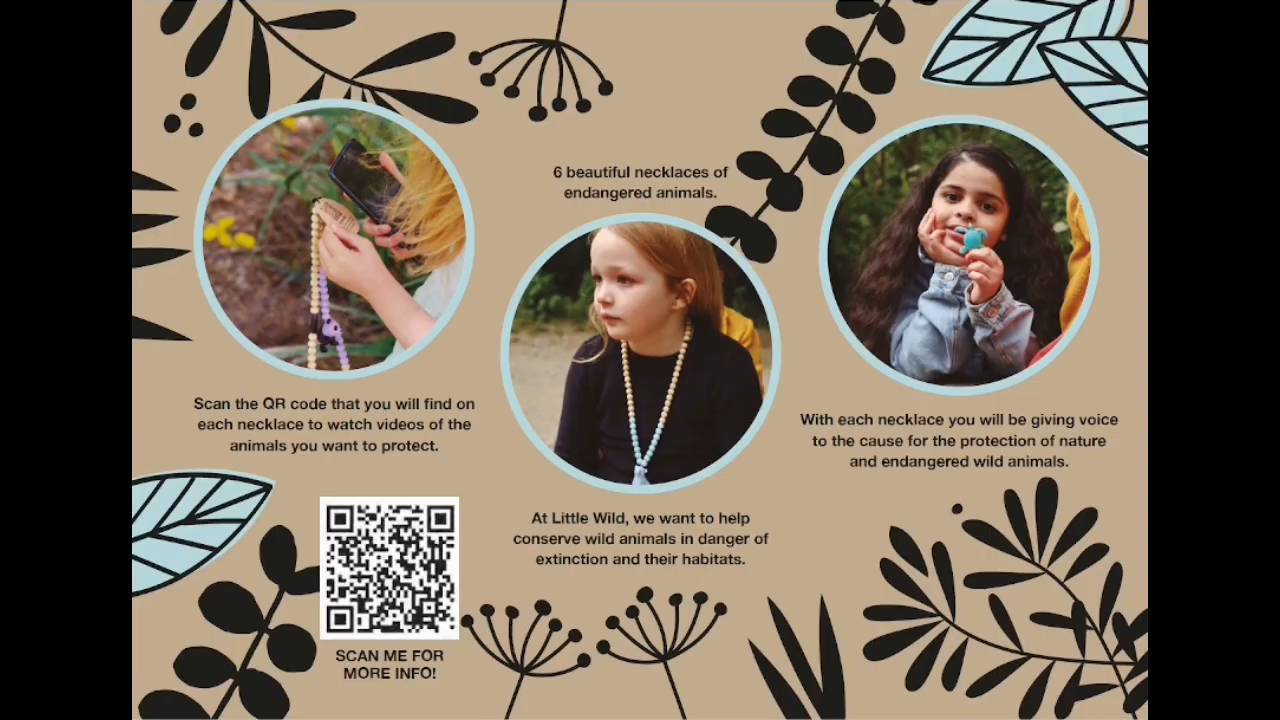 6 beautiful necklaces of
endangered animals.
Scan the QR code that you will find on
each necklace to watch videos of the
animals you want to protect.
With each necklace you will be giving voice
to the cause for the protection of nature
and endangered wild animals.
At Little Wild, we want to help
conserve wild animals in danger of
extinction and their habitats.
SCAN ME FOR
MORE INFO!